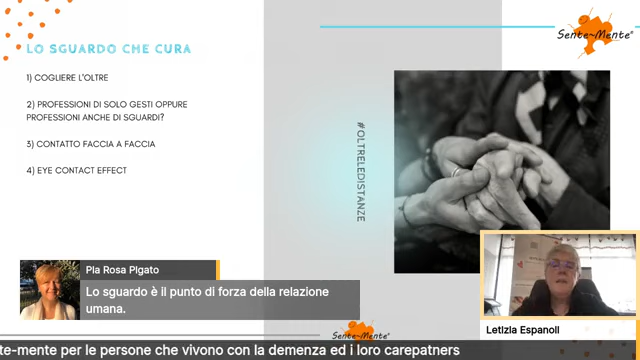 Sente-Mente®
LO SGUARDO CHE CURA
1) COGLIERE L'OLTRE
2) PROFESSIONI DI SOLO GESTI OPPURE
PROFESSIONI ANCHE DI SGUARDI?
3) CONTATTO FACCIA A FACCIA
4) EYE CONTACT EFFECT
#OLTRELEDISTANZE
Pia Rosa Pigato
Lo sguardo è il punto di forza della relazione
umana.
Letizia Espanoli
Sente-Mente®
te-mente per le persone che vivono con la demenza ed i loro carepatners